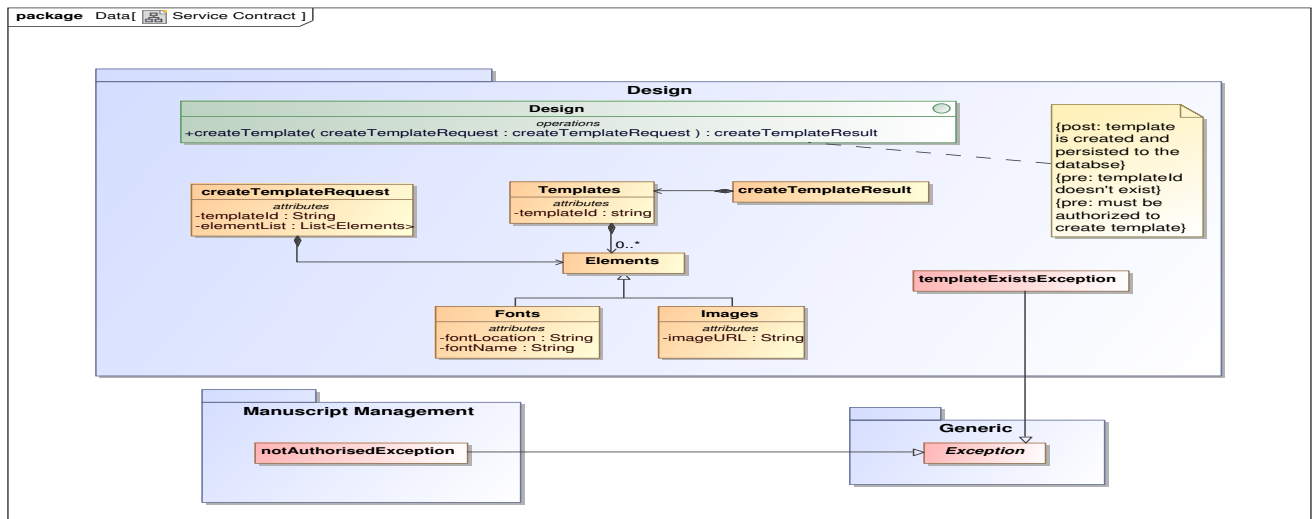 package Data[ Service Contract ]
Design
Design
operations
+createTemplate( createTemplateRequest : createTemplateRequest ) : createTemplateResult
{post: template
is created and
persisted to the
databse}
{pre: templateId
doesn't exist}
{pre: must be
authorized to
create template}
createTemplateRequest
attributes
-templateId : String
-elementList : List<Elements>
Templates
attributes
-templateId : string
createTemplateResult
0..*
Elements
templateExistsException
Fonts
attributes
-fontLocation : String
-fontName : String
Images
attributes
-imageURL : String
Manuscript Management
notAuthorisedException
Generic
Exception